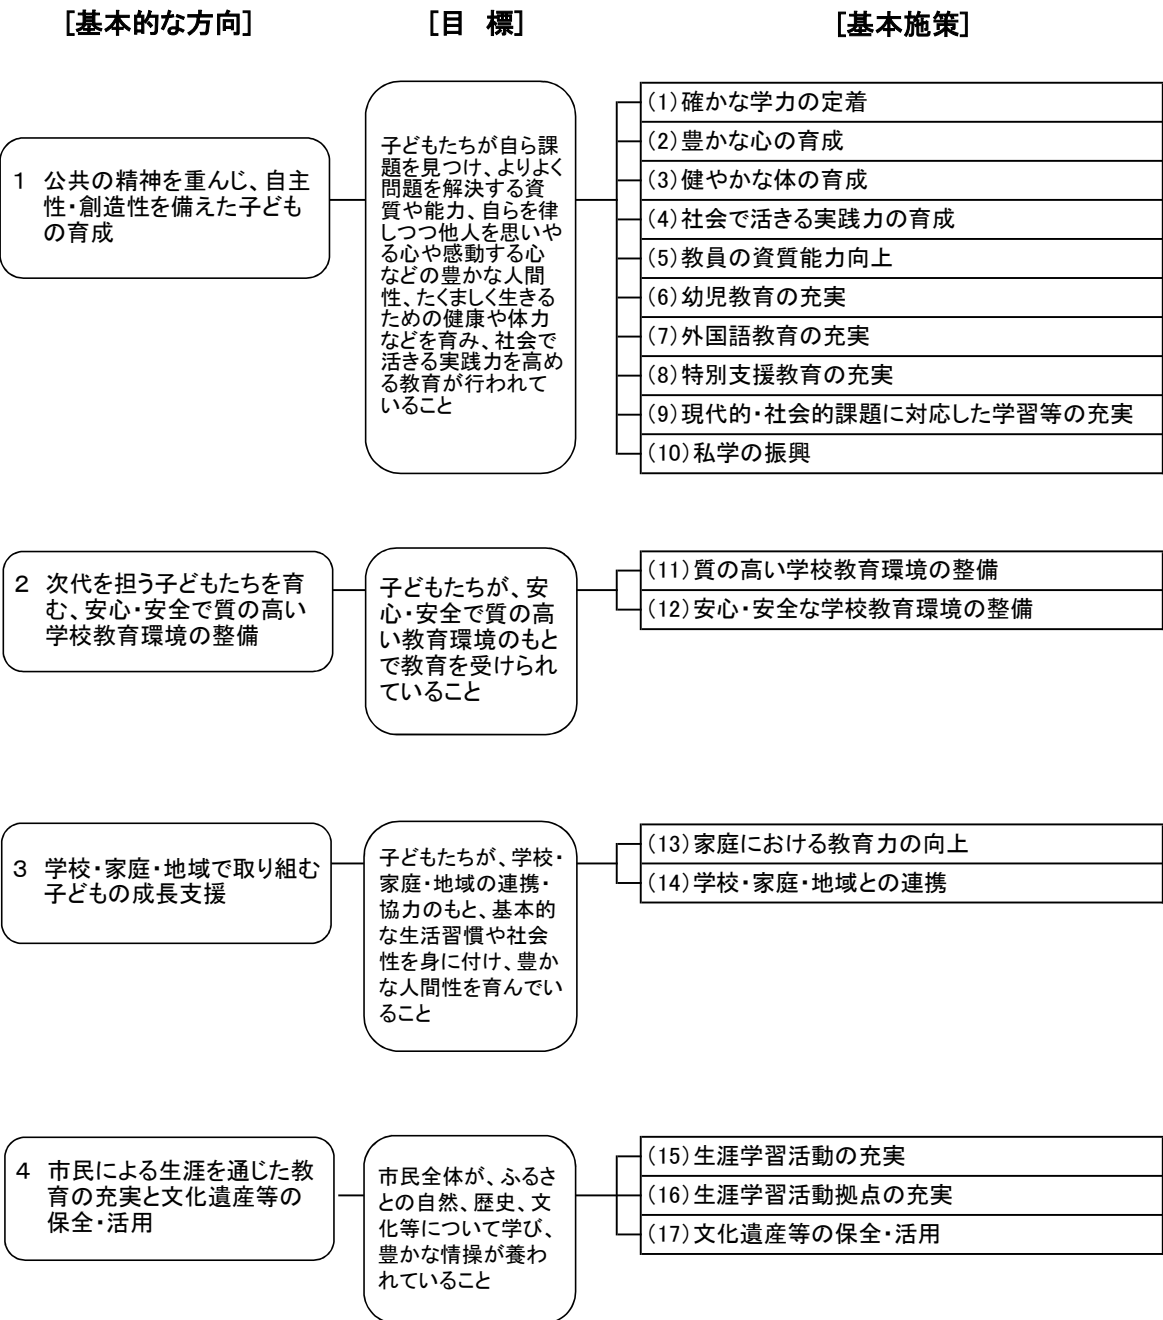 [基本的な方向]
[目 標]
[基本施策]
1 公共の精神を重んじ、自主
性・創造性を備えた子ども
の育成
子どもたちが自ら課
題を見つけ、よりよく
問題を解決する資
質や能力、自らを律
しつつ他人を思いや
る心や感動する心
などの豊かな人間
性、たくましく生きる
ための健康や体力
などを育み、社会で
活きる実践力を高め
る教育が行われて
いること
(1)確かな学力の定着
(2)豊かな心の育成
(3)健やかな体の育成
(4)社会で活きる実践力の育成
(5)教員の資質能力向上
(6)幼児教育の充実
(7)外国語教育の充実
(8)特別支援教育の充実
(9)現代的・社会的課題に対応した学習等の充実
(10)私学の振興
2 次代を担う子どもたちを育
む、安心・安全で質の高い
学校教育環境の整備
子どもたちが、安
心・安全で質の高
い教育環境のもと
で教育を受けられ
ていること
(11)質の高い学校教育環境の整備
(12)安心・安全な学校教育環境の整備
3 学校・家庭・地域で取り組む
子どもの成長支援
子どもたちが、学校・
家庭・地域の連携・
協力のもと、基本的
な生活習慣や社会
性を身に付け、豊か
な人間性を育んでい
ること
(13)家庭における教育力の向上
(14)学校・家庭・地域との連携
4 市民による生涯を通じた教
育の充実と文化遺産等の
保全・活用
市民全体が、ふるさ
との自然、歴史、文
化等について学び、
豊かな情操が養わ
れていること
(15)生涯学習活動の充実
(16)生涯学習活動拠点の充実
(17)文化遺産等の保全・活用